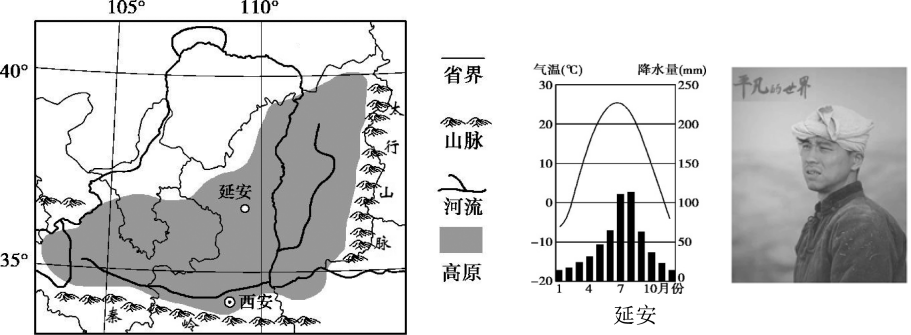 105° 110°
40°
35°
延安
西安
太
行
山
脉
秦 岭
省界
山脉
河流
高原
气温(℃) 降水量(mm)
30 250
20 200
10 150
0 100
-10 50
-20 0
1 4 7 10月份
延安
平凡的世界